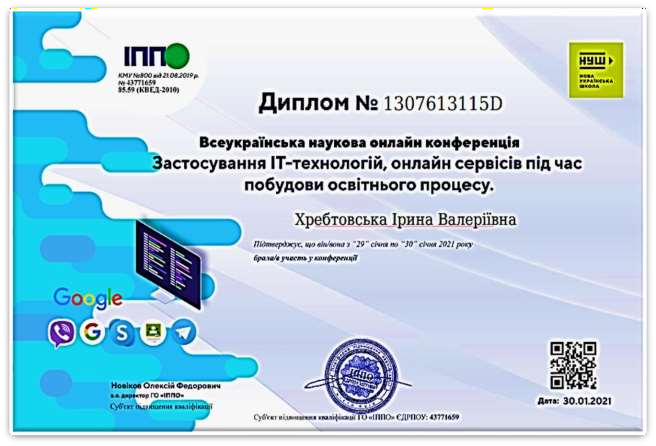 ІППО
КМУ №800 від 21.08.2019 р.
№ 43771659
85.59 (КВЕД-2010)
НУШ
НОВА
УКРАЇНСЬКА
ШКОЛА
Диплом № 1307613115D
Всеукраїнська наукова онлайн конференція
Застосування ІТ-технологій, онлайн сервісів під час
побудови освітнього процесу.
Хребтовська Ірина Валеріївна
Підтверджує, що він/вона з "29" січня по "30" січня 2021 року
брала/в участь у конференції
Google
Новіков Олексій Федорович
в.о. директор ГО «ІППО»
Суб'єкт підвищення кваліфікації
ІППО
Суб'єкт підвищення кваліфікації ГО «ІППО» ЄДРПОУ: 43771659
Дата: 30.01.2021